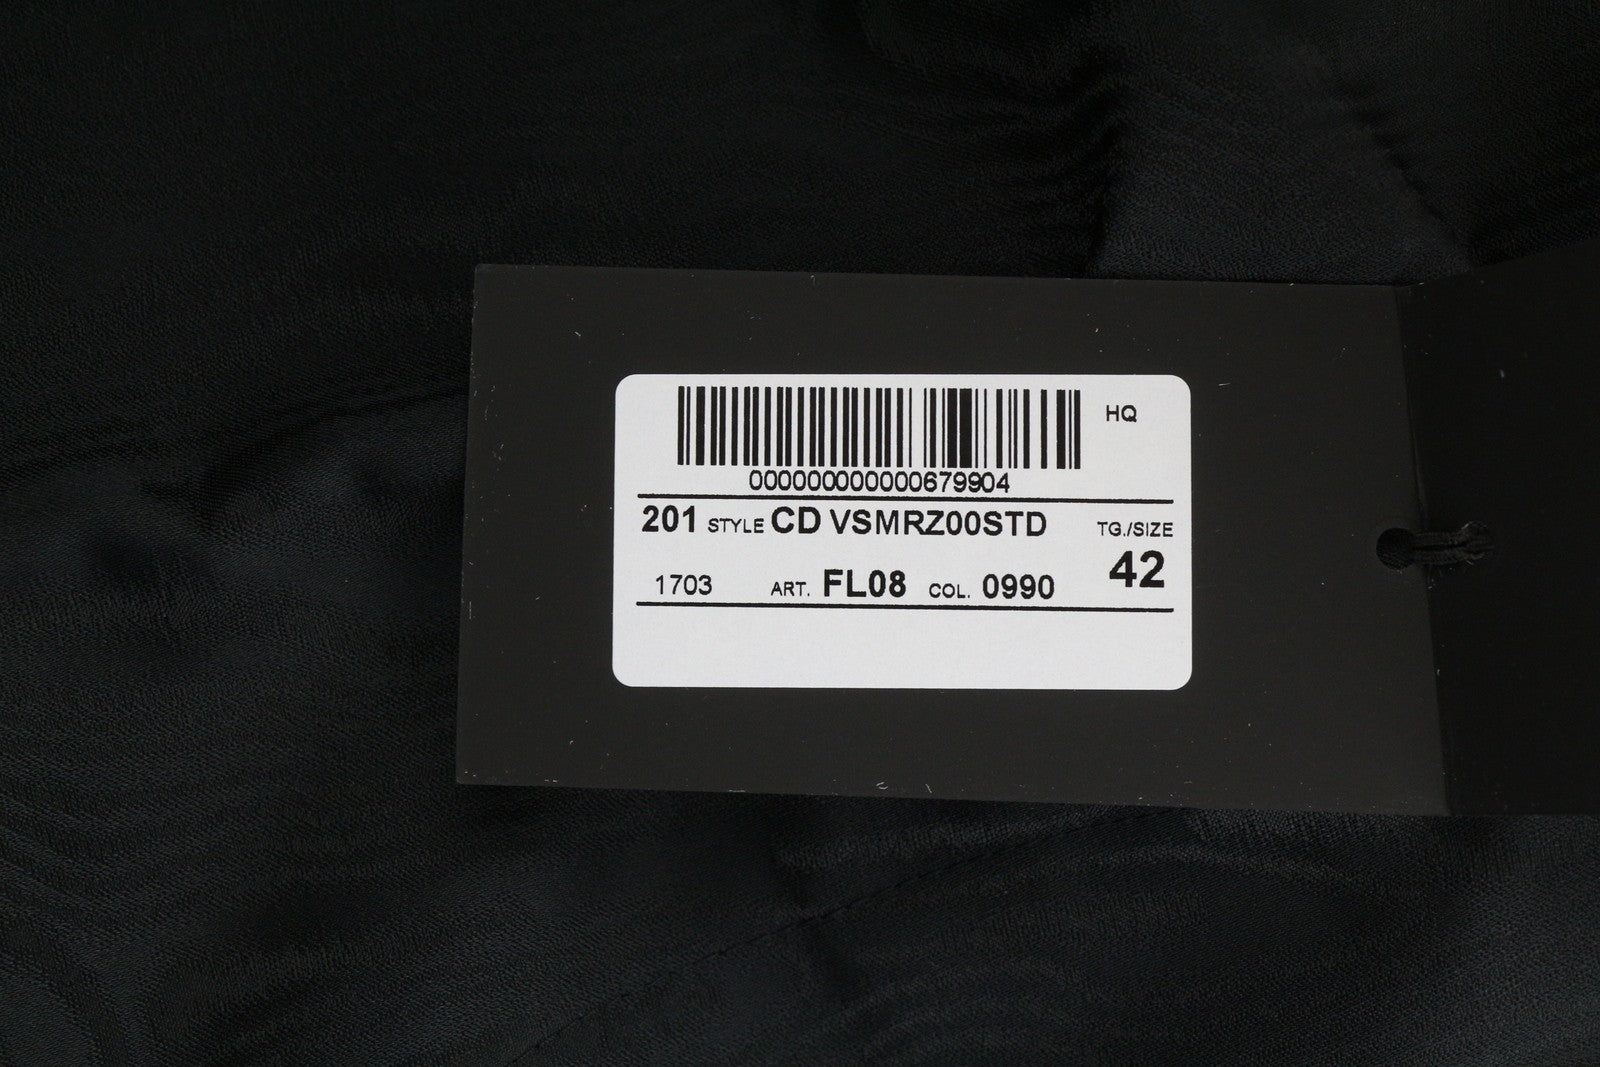 HQ
000000000000679904
201 STYLE CD VSMRZ00STD TG./SIZE
42
1703 ART. FL08 COL. 0990